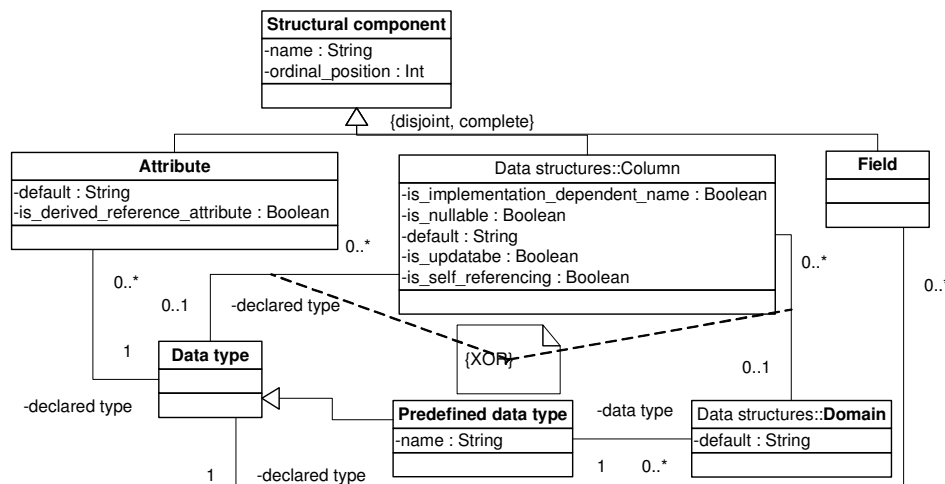 Structural component
-name : String
-ordinal_position : Int
{disjoint, complete}
Attribute
-default : String
-is_derived_reference_attribute : Boolean
Data structures::Column
-is_implementation_dependent_name : Boolean
-is_nullable : Boolean
-default : String
-is_updatabe : Boolean
-is_self_referencing : Boolean
Field
0..*
0..*
0..*
0..*
0..1
-declared type
{XOR}
Data type
1
-declared type
0..1
Predefined data type
-name : String
-data type
1
0..*
Data structures::Domain
-default : String
1
-declared type